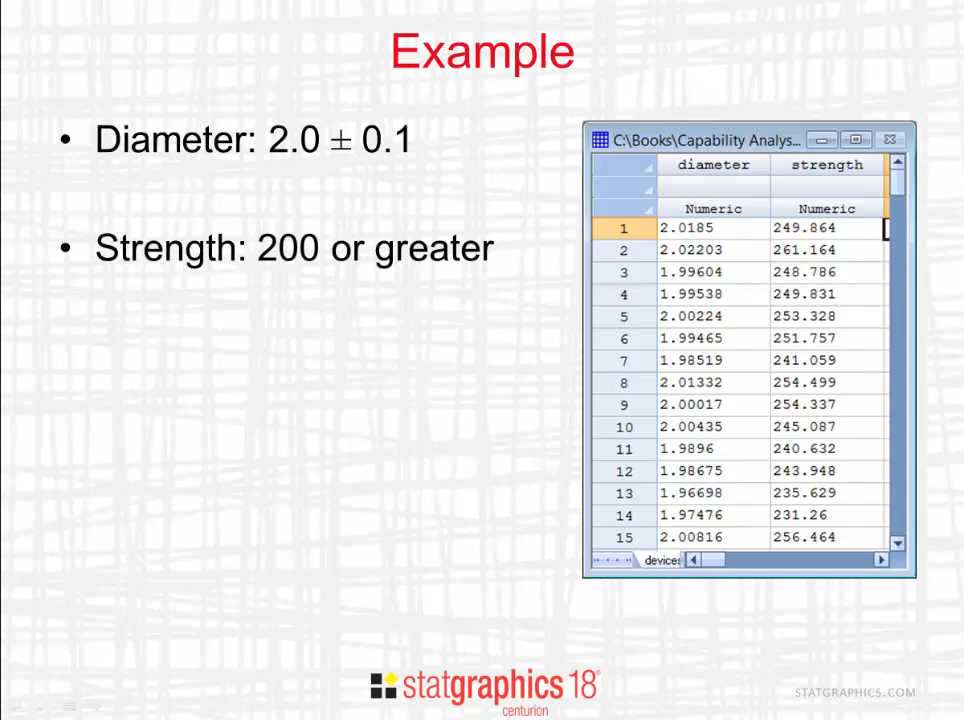 Example
• Diameter: 2.0 ± 0.1
• Strength: 200 or greater
C:\Books\Capability Analys...
diameter strength
Numeric Numeric
1 2.0185 249.864
2 2.02203 261.164
3 1.99604 248.786
4 1.99538 249.831
5 2.00224 253.328
6 1.99465 251.757
7 1.98519 241.059
8 2.01332 254.499
9 2.00017 254.337
10 2.00435 245.087
11 1.9896 240.632
12 1.98675 243.948
13 1.96698 235.629
14 1.97476 231.26
15 2.00816 256.464
devices
statgraphics 18®
centurion
STATGRAPHICS.COM